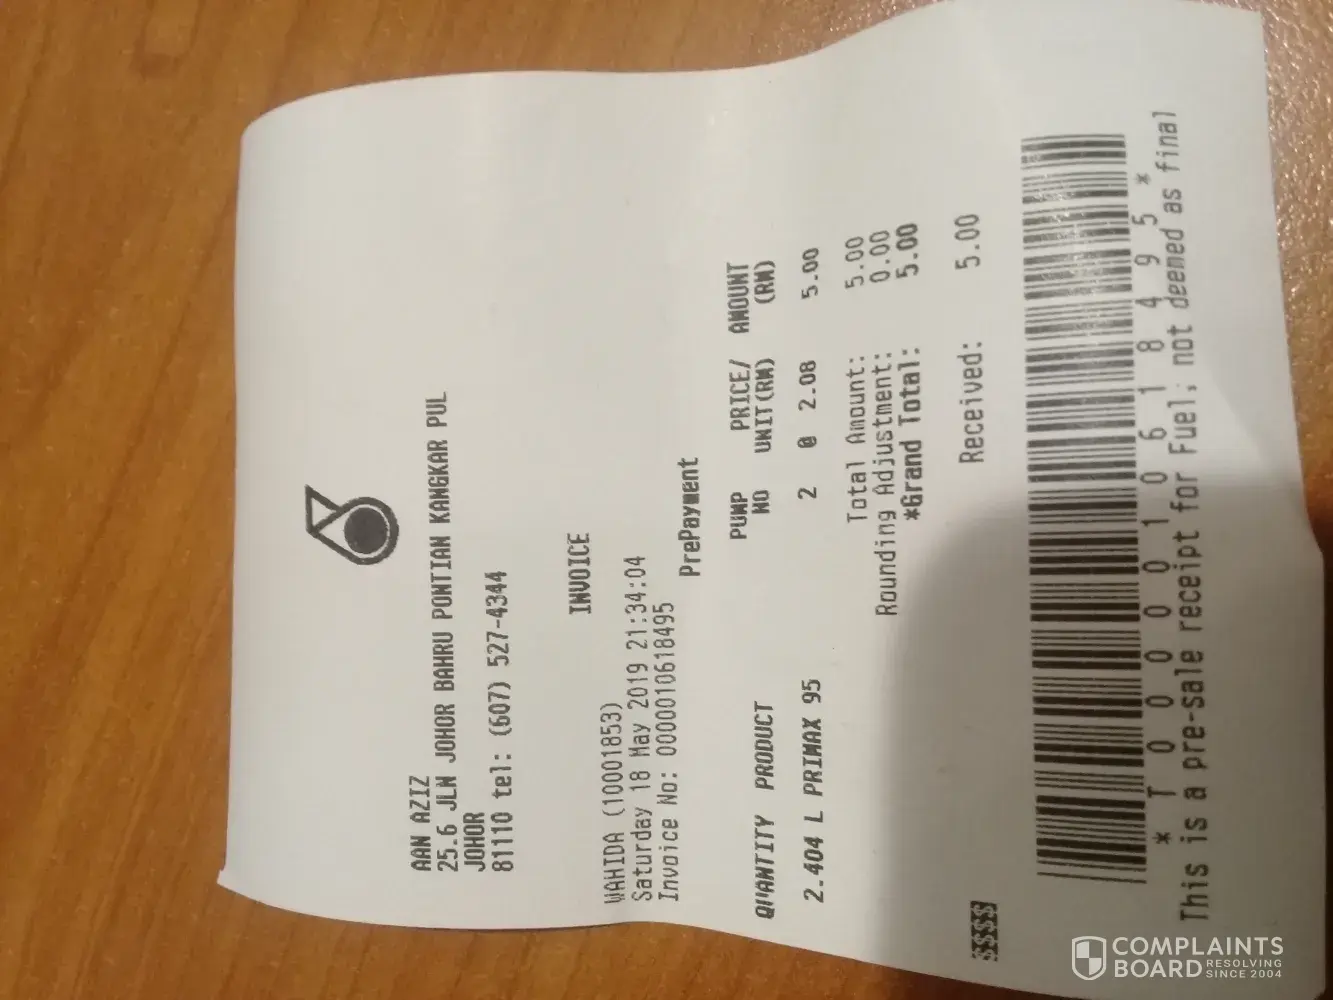 AAN AZIZ
25.6 JLN JOHOR BAHRU PONTIAN KANGKAR PUL
JOHOR
81110 tel: (607) 527-4344
INVOICE
WAHIDA (10001853)
Saturday 18 May 2019 21:34:04
Invoice No: 0000010618495
PrePayment
QUANTITY PRODUCT PUMP NO PRICE/ UNIT(RM) AMOUNT (RM)
2.404 L PRIMAX 95 2 @ 2.08 5.00
Total Amount: 5.00
Rounding Adjustment: 0.00
*Grand Total: 5.00
Received: 5.00
$$$$
* T 0 0 0 0 0 1 0 6 1 8 4 9 5 *
This is a pre-sale receipt for Fuel; not deemed as final
COMPLAINTS
BOARD RESOLVING SINCE 2004